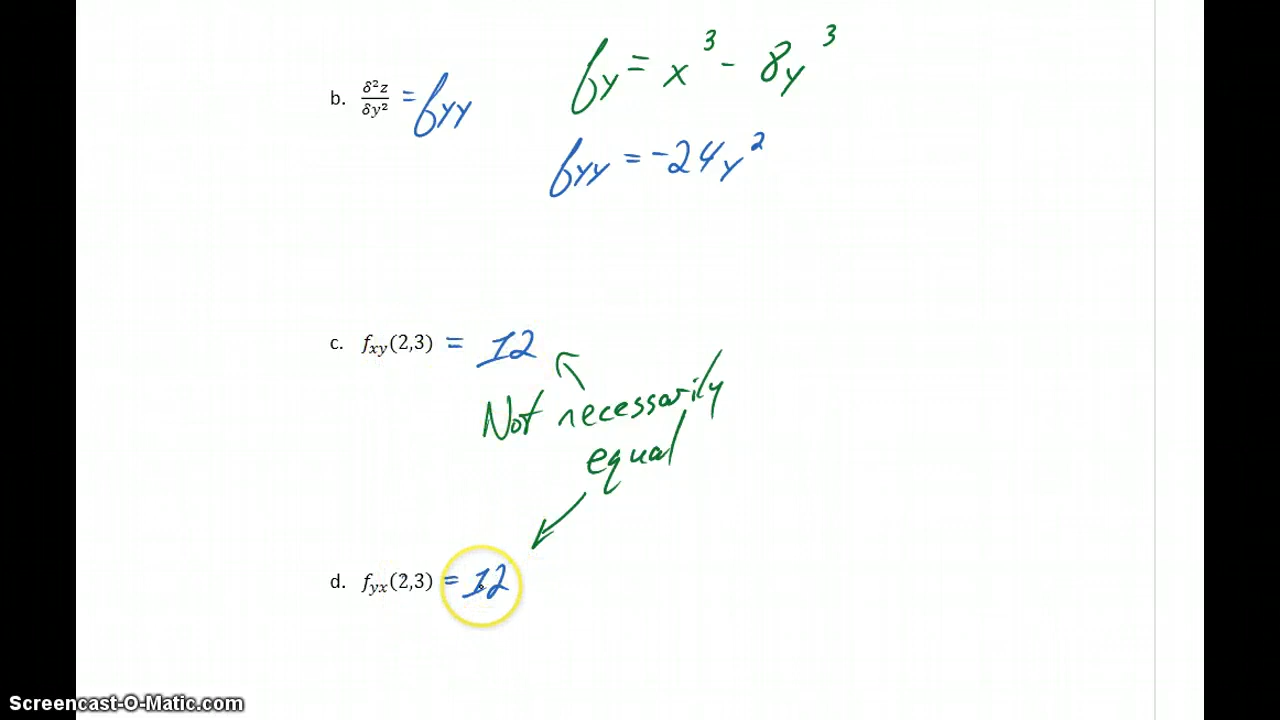 fy = x³ - 8y³
b. δ²z/δy² = fyy
fyy = -24y²
c. fxy(2,3) = 12
Not necessarily
equal
d. fyx(2,3) = 12
Screencast-O-Matic.com